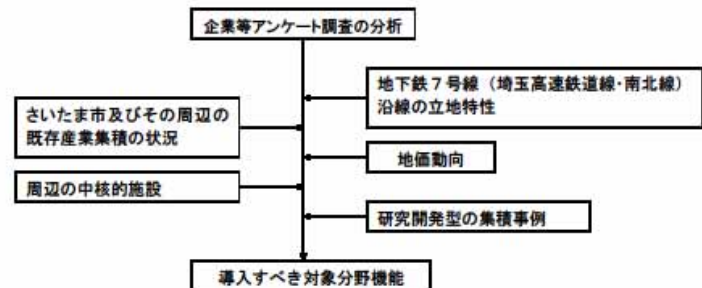 企業等アンケート調査の分析
地下鉄７号線（埼玉高速鉄道線・南北線）
沿線の立地特性
さいたま市及びその周辺の
既存産業集積の状況
地価動向
周辺の中核的施設
研究開発型の集積事例
導入すべき対象分野機能